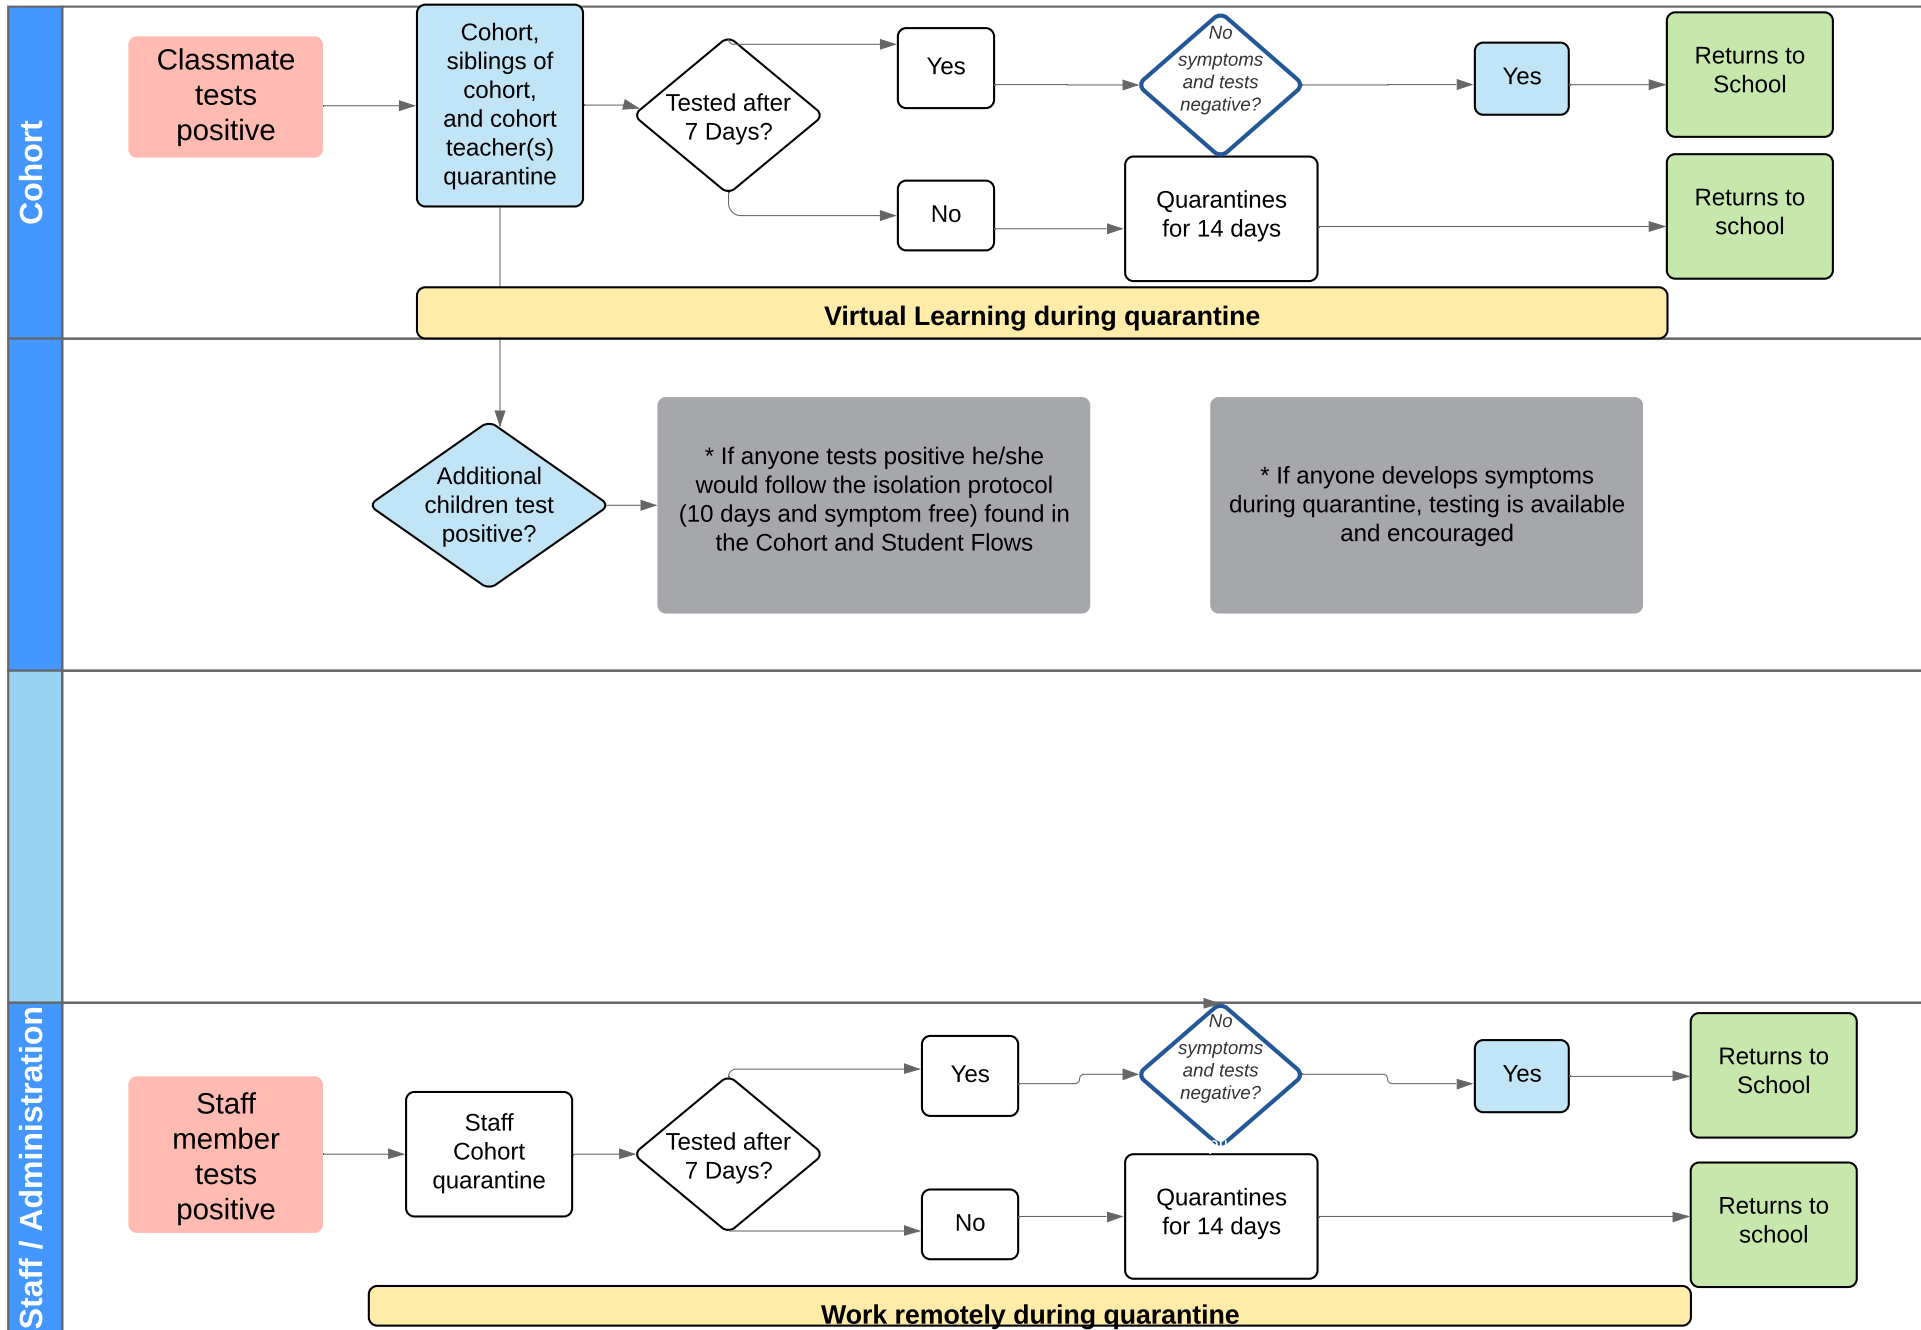 Cohort
Classmate
tests
positive
Cohort,
siblings of
cohort,
and cohort
teacher(s)
quarantine
Tested after
7 Days?
Yes
No
symptoms
and tests
negative?
Yes
Returns to
School
No
Quarantines
for 14 days
Returns to
school
Virtual Learning during quarantine
Additional
children test
positive?
* If anyone tests positive he/she
would follow the isolation protocol
(10 days and symptom free) found in
the Cohort and Student Flows
* If anyone develops symptoms
during quarantine, testing is available
and encouraged
Staff / Administration
Staff
member
tests
positive
Staff
Cohort
quarantine
Tested after
7 Days?
Yes
No
symptoms
and tests
negative?
Yes
Returns to
School
No
Quarantines
for 14 days
Returns to
school
Work remotely during quarantine